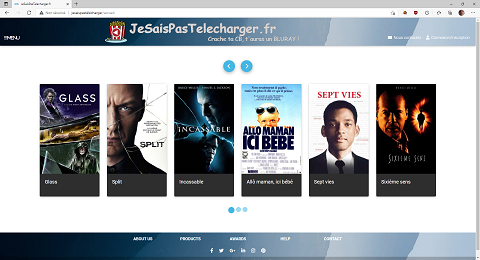 JeSaisPasTelecharger.fr
Crache ta CB, t'auras un BLURAY !
MENU
Nous contacter
Connexion/Inscription
GLASS
SPLIT
INCASSABLE
ALLÔ MAMAN
ICI BÉBÉ
SEPT VIES
SIXIÈME SENS
Glass
Split
Incassable
Allô maman, ici bébé
Sept vies
Sixième sens
ABOUT US
PRODUCTS
AWARDS
HELP
CONTACT